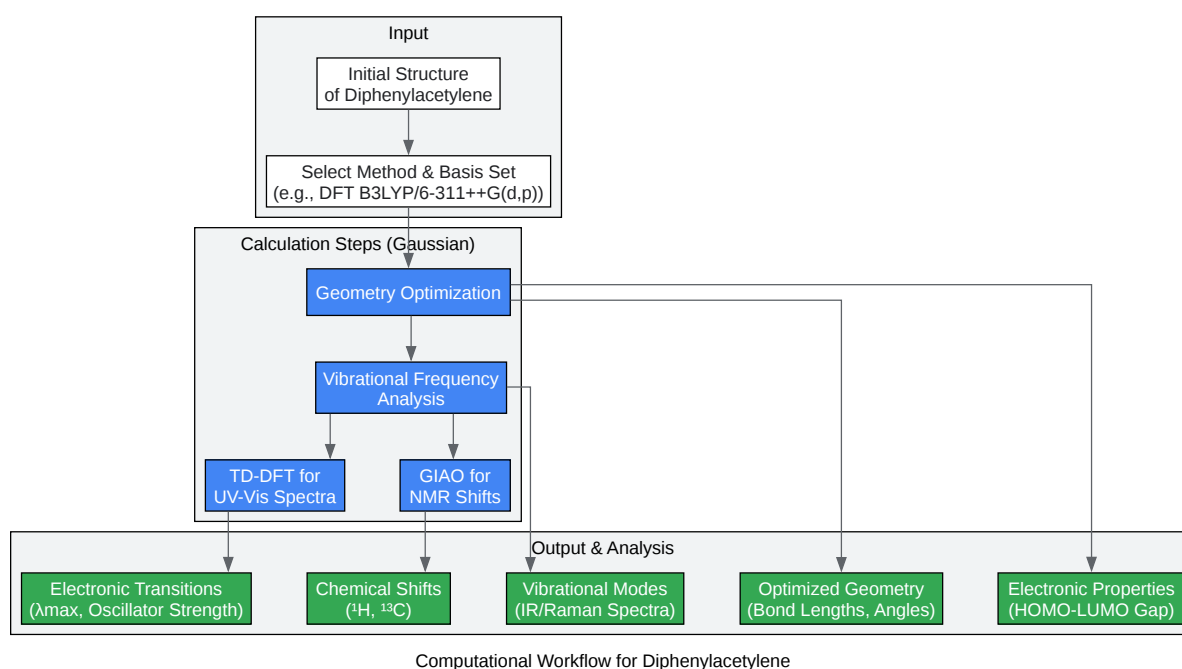 Input
Initial Structure
of Diphenylacetylene
Select Method & Basis Set
(e.g., DFT B3LYP/6-311++G(d,p))
Calculation Steps (Gaussian)
Geometry Optimization
Vibrational Frequency
Analysis
TD-DFT for
UV-Vis Spectra
GIAO for
NMR Shifts
Output & Analysis
Electronic Transitions
(λmax, Oscillator Strength)
Chemical Shifts
(¹H, ¹³C)
Vibrational Modes
(IR/Raman Spectra)
Optimized Geometry
(Bond Lengths, Angles)
Electronic Properties
(HOMO-LUMO Gap)
Computational Workflow for Diphenylacetylene